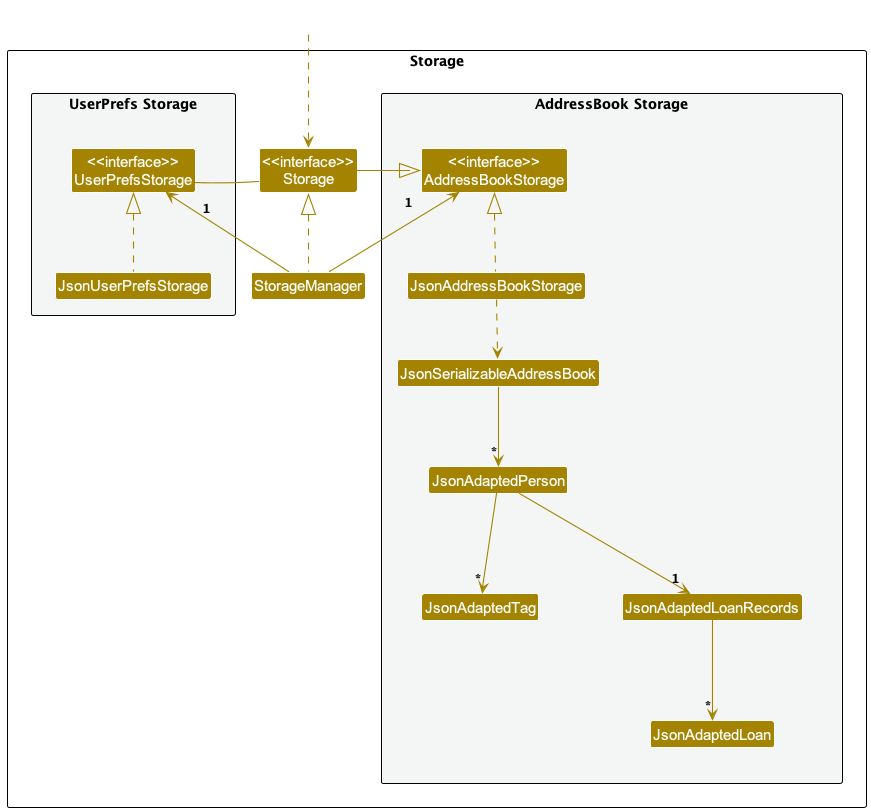 Storage
UserPrefs Storage
AddressBook Storage
<<interface>>
UserPrefsStorage
<<interface>>
Storage
<<interface>>
AddressBookStorage
1
1
JsonUserPrefsStorage
StorageManager
JsonAddressBookStorage
JsonSerializableAddressBook
*
JsonAdaptedPerson
*
1
JsonAdaptedTag
JsonAdaptedLoanRecords
*
JsonAdaptedLoan